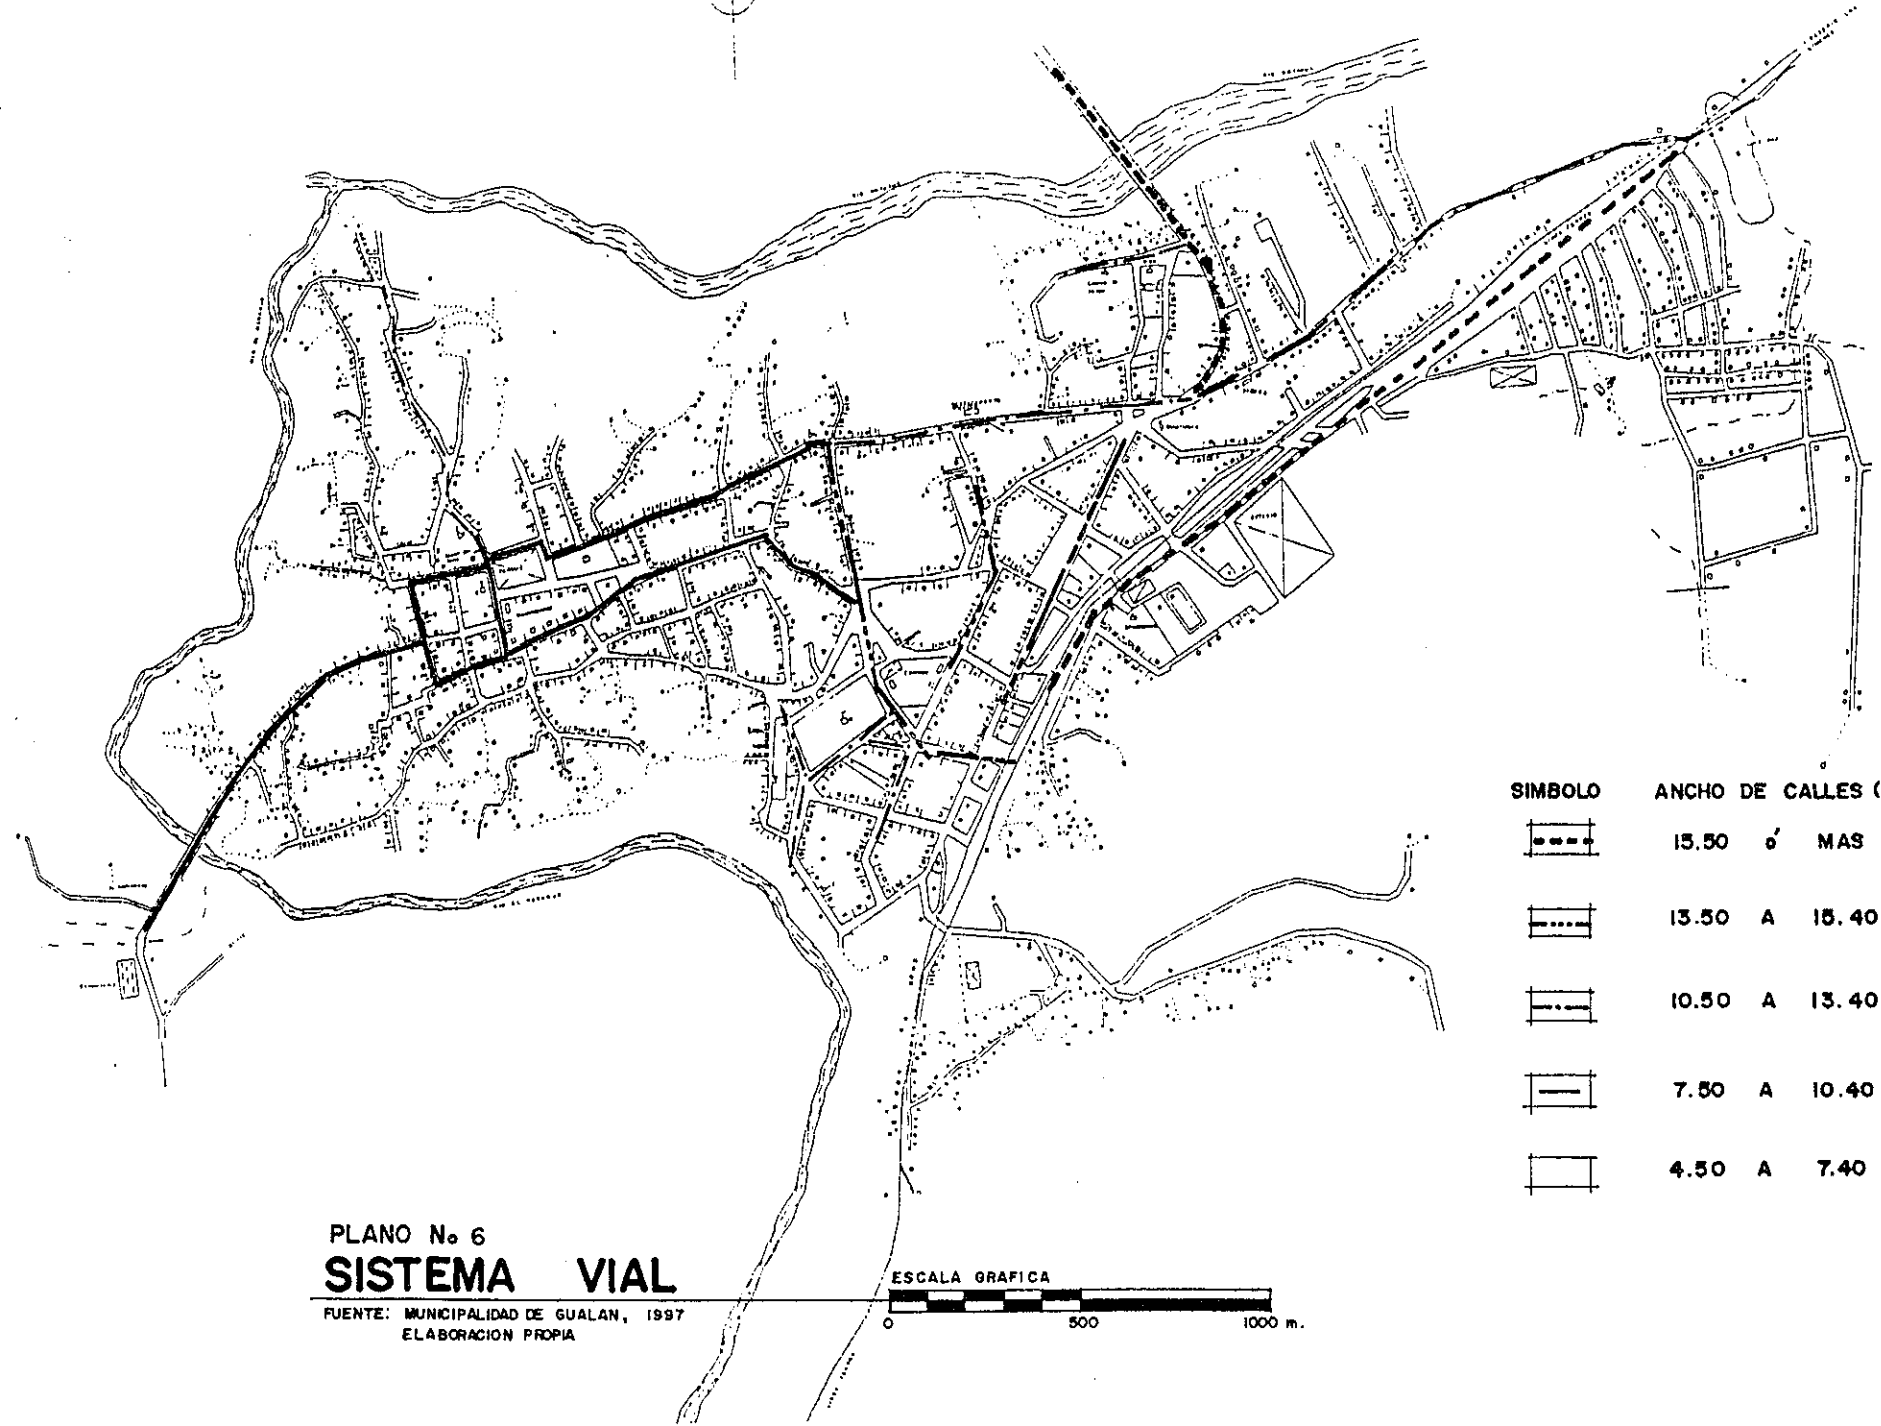 SIMBOLO ANCHO DE CALLES (
15.50 ó MAS
13.50 A 15.40
10.50 A 13.40
7.50 A 10.40
4.50 A 7.40
PLANO No 6
SISTEMA VIAL
FUENTE: MUNICIPALIDAD DE GUALAN, 1997
ELABORACION PROPIA
ESCALA GRAFICA
0 500 1000 m.